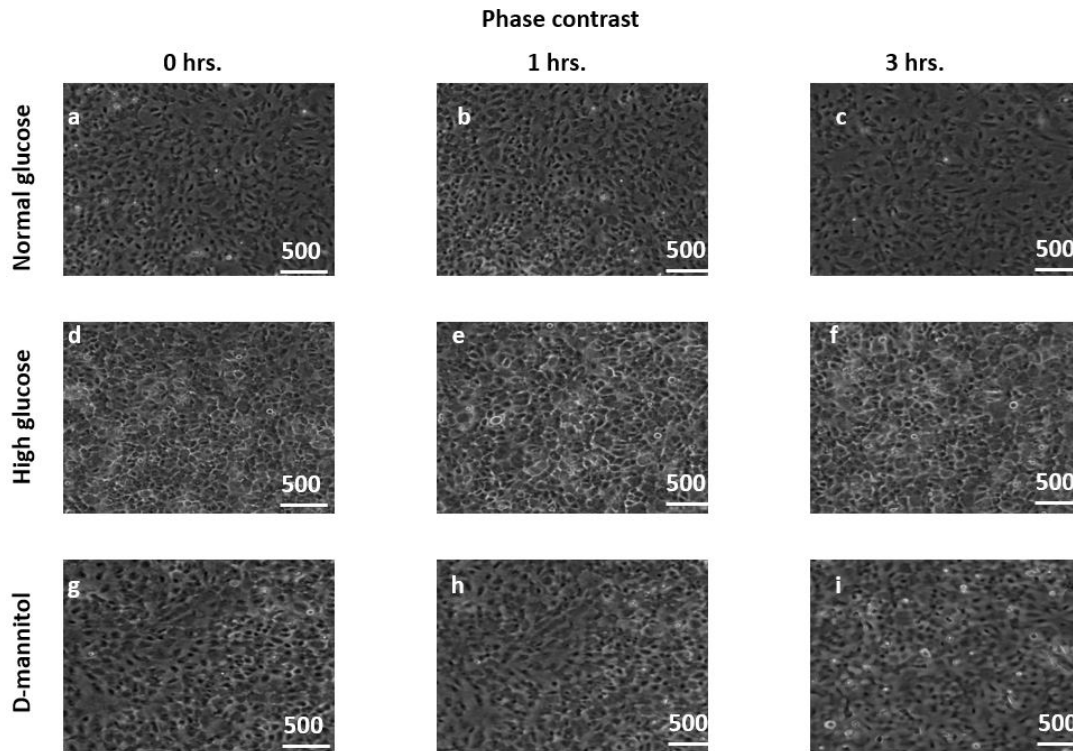 Phase contrast
0 hrs. 1 hrs. 3 hrs.
Normal glucose
a b c
500 500 500
High glucose
d e f
500 500 500
D-mannitol
g h i
500 500 500